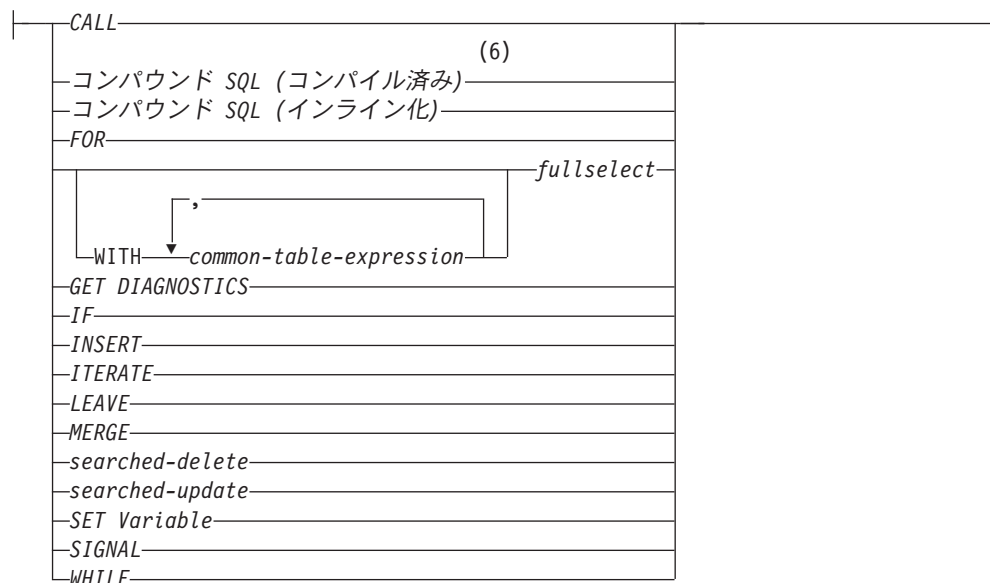 CALL
(6)
コンパウンド SQL (コンパイル済み)
コンパウンド SQL (インライン化)
FOR
fullselect
,
WITH common-table-expression
GET DIAGNOSTICS
IF
INSERT
ITERATE
LEAVE
MERGE
searched-delete
searched-update
SET Variable
SIGNAL
WHILE